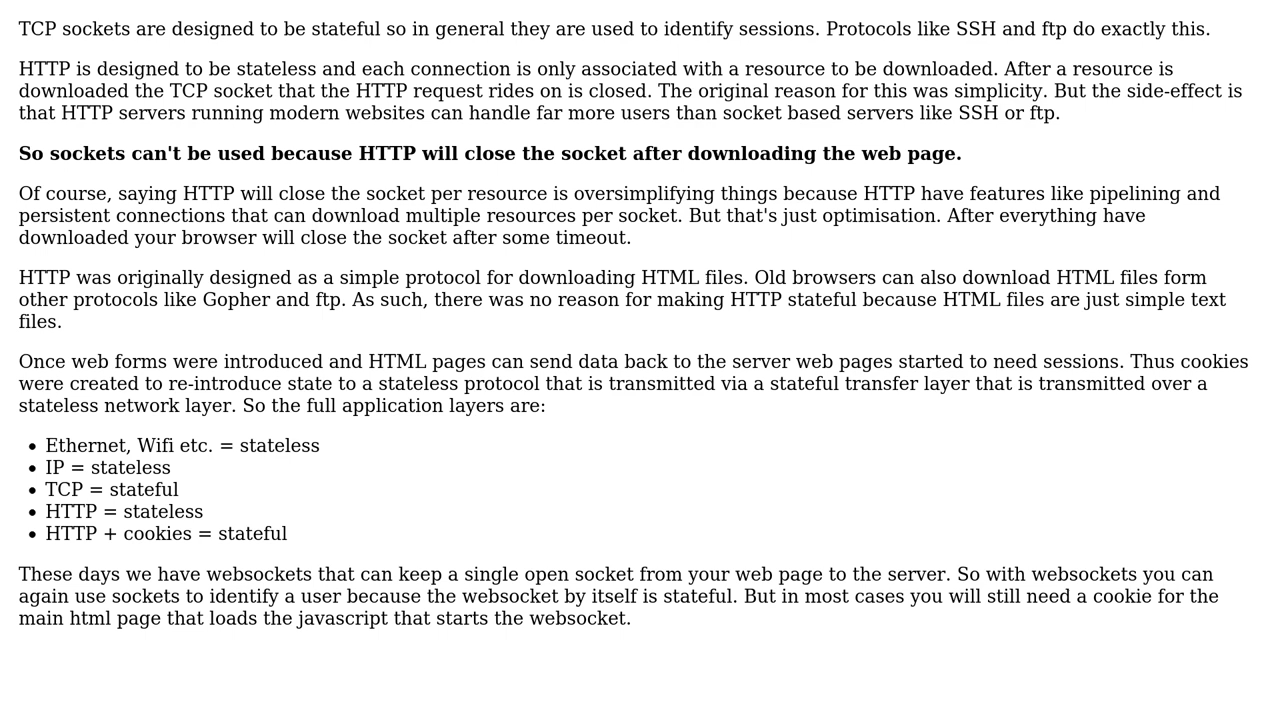 TCP sockets are designed to be stateful so in general they are used to identify sessions. Protocols like SSH and ftp do exactly this.
HTTP is designed to be stateless and each connection is only associated with a resource to be downloaded. After a resource is
downloaded the TCP socket that the HTTP request rides on is closed. The original reason for this was simplicity. But the side-effect is
that HTTP servers running modern websites can handle far more users than socket based servers like SSH or ftp.
So sockets can't be used because HTTP will close the socket after downloading the web page.
Of course, saying HTTP will close the socket per resource is oversimplifying things because HTTP have features like pipelining and
persistent connections that can download multiple resources per socket. But that's just optimisation. After everything have
downloaded your browser will close the socket after some timeout.
HTTP was originally designed as a simple protocol for downloading HTML files. Old browsers can also download HTML files form
other protocols like Gopher and ftp. As such, there was no reason for making HTTP stateful because HTML files are just simple text
files.
Once web forms were introduced and HTML pages can send data back to the server web pages started to need sessions. Thus cookies
were created to re-introduce state to a stateless protocol that is transmitted via a stateful transfer layer that is transmitted over a
stateless network layer. So the full application layers are:
• Ethernet, Wifi etc. = stateless
• IP = stateless
• TCP = stateful
• HTTP = stateless
• HTTP + cookies = stateful
These days we have websockets that can keep a single open socket from your web page to the server. So with websockets you can
again use sockets to identify a user because the websocket by itself is stateful. But in most cases you will still need a cookie for the
main html page that loads the javascript that starts the websocket.